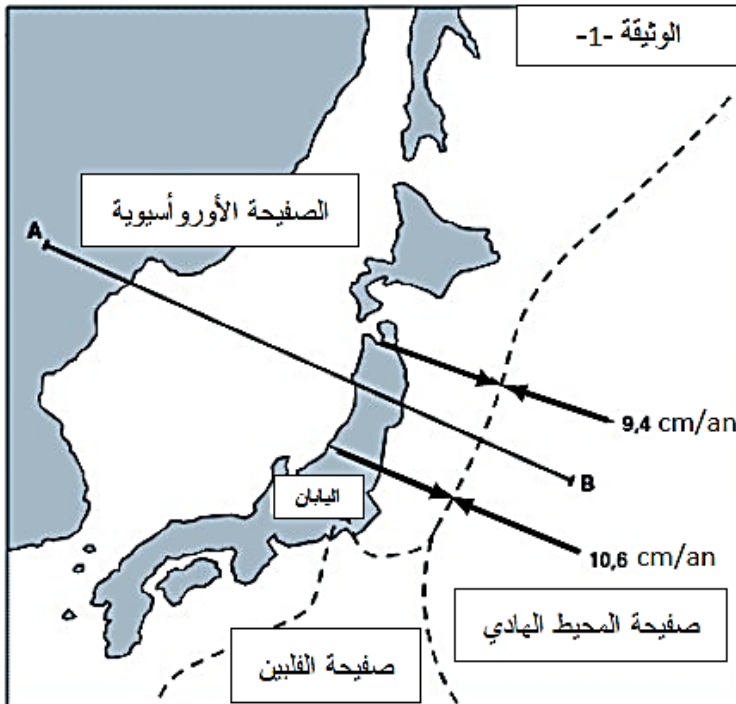 الوثيقة -1-
الصفيحة الأوروأسيوية
A
9,4 cm/an
B
اليابان
10,6 cm/an
صفيحة المحيط الهادي
صفيحة الفلبين